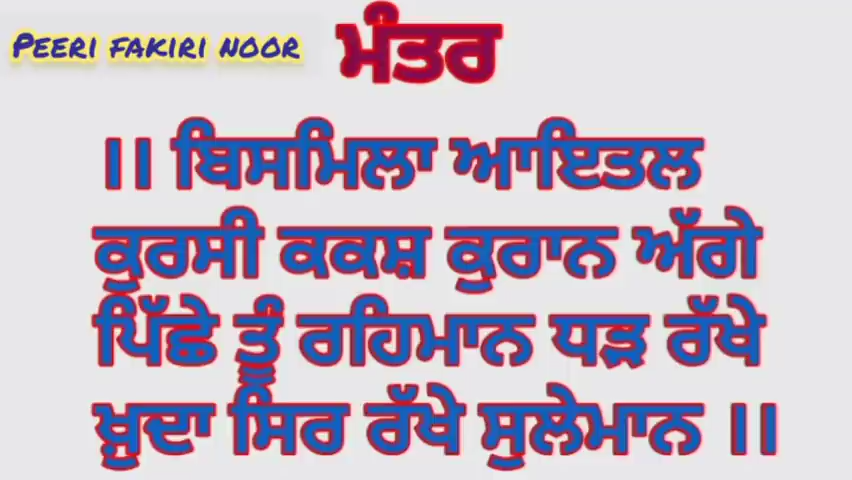 PEERI FAKIRI NOOR
ਮੰਤਰ
।। ਬਿਸਮਿਲਾ ਆਇਤਲ
ਕੁਰਸੀ ਕਕਸ਼ ਕੁਰਾਨ ਅੱਗੇ
ਪਿੱਛੇ ਤੂੰ ਰਹਿਮਾਨ ਧੜ ਰੱਖੇ
ਖ਼ੁਦਾ ਸਿਰ ਰੱਖੇ ਸੁਲੇਮਾਨ ।।